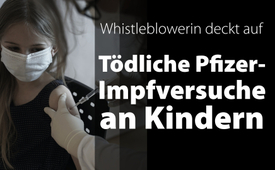 Whistleblowerin deckt auf
Tödliche Pfizer-
Impfversuche
an Kindern